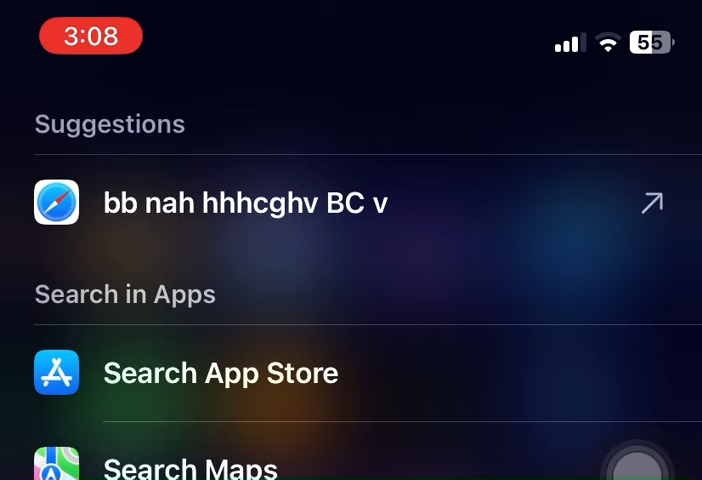 3:08
55
Suggestions
bb nah hhhcghv BC v
Search in Apps
Search App Store
Search Maps